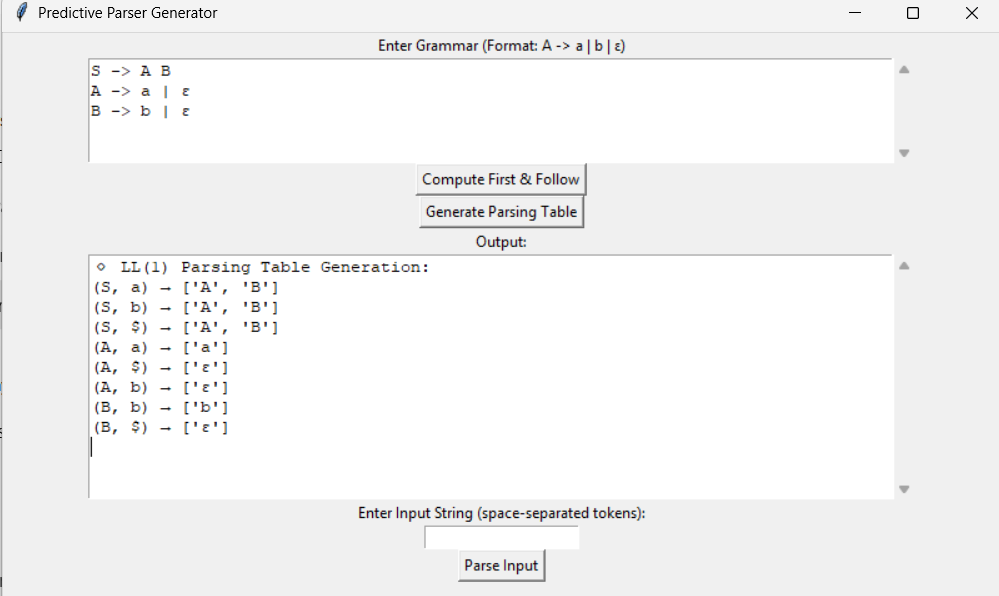 Predictive Parser Generator
Enter Grammar (Format: A -> a | b | ε)
S -> A B
A -> a | ε
B -> b | ε
Compute First & Follow
Generate Parsing Table
Output:
⋄ LL(1) Parsing Table Generation:
(S, a) → ['A', 'B']
(S, b) → ['A', 'B']
(S, $) → ['A', 'B']
(A, a) → ['a']
(A, $) → ['ε']
(A, b) → ['ε']
(B, b) → ['b']
(B, $) → ['ε']
Enter Input String (space-separated tokens):
Parse Input